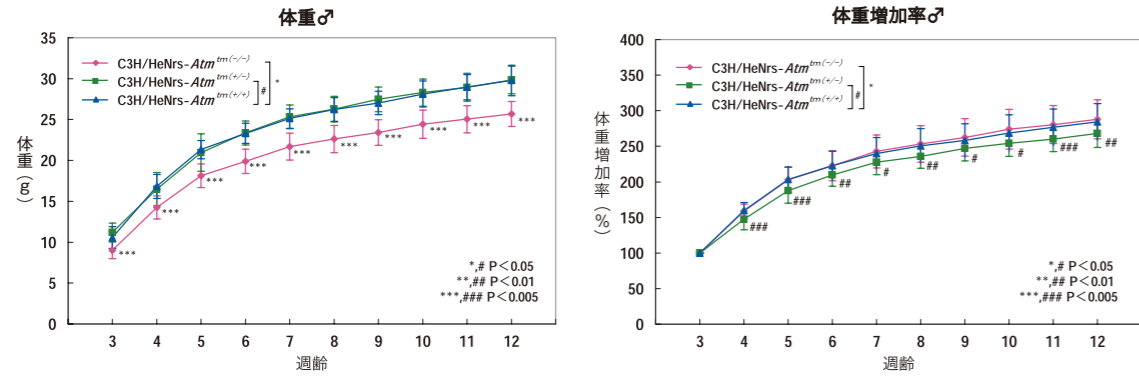 体重♂
35
30
25
20
15
10
5
0
体重(g)
C3H/HeNrs-Atm^tm(-/-)
C3H/HeNrs-Atm^tm(+/-)
C3H/HeNrs-Atm^tm(+/+)
#
*
***
***
***
***
***
***
***
***
***
***
*,# P<0.05
**,## P<0.01
***,### P<0.005
3 4 5 6 7 8 9 10 11 12
週齢
体重増加率♂
400
350
300
250
200
150
100
50
0
体重増加率(%)
C3H/HeNrs-Atm^tm(-/-)
C3H/HeNrs-Atm^tm(+/-)
C3H/HeNrs-Atm^tm(+/+)
#
*
###
###
##
#
##
#
#
###
##
*,# P<0.05
**,## P<0.01
***,### P<0.005
3 4 5 6 7 8 9 10 11 12
週齢